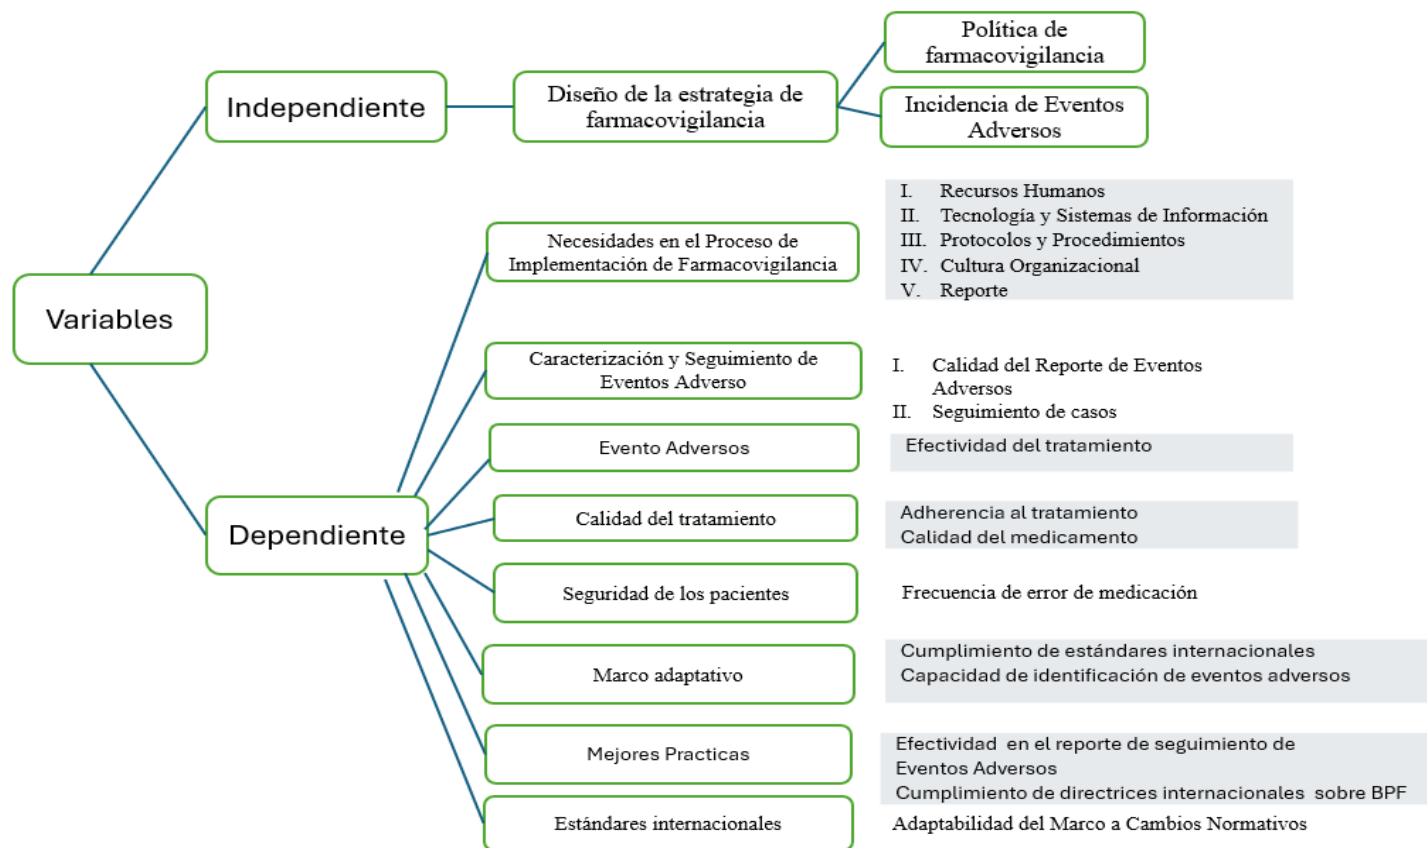 Variables
Independiente
Diseño de la estrategia de
farmacovigilancia
Política de
farmacovigilancia
Incidencia de Eventos
Adversos
Dependiente
Necesidades en el Proceso de
Implementación de Farmacovigilancia
I. Recursos Humanos
II. Tecnología y Sistemas de Información
III. Protocolos y Procedimientos
IV. Cultura Organizacional
V. Reporte
Caracterización y Seguimiento de
Eventos Adverso
I. Calidad del Reporte de Eventos
Adversos
II. Seguimiento de casos
Evento Adversos
Efectividad del tratamiento
Calidad del tratamiento
Adherencia al tratamiento
Calidad del medicamento
Seguridad de los pacientes
Frecuencia de error de medicación
Marco adaptativo
Cumplimiento de estándares internacionales
Capacidad de identificación de eventos adversos
Mejores Practicas
Efectividad en el reporte de seguimiento de
Eventos Adversos
Cumplimiento de directrices internacionales sobre BPF
Estándares internacionales
Adaptabilidad del Marco a Cambios Normativos